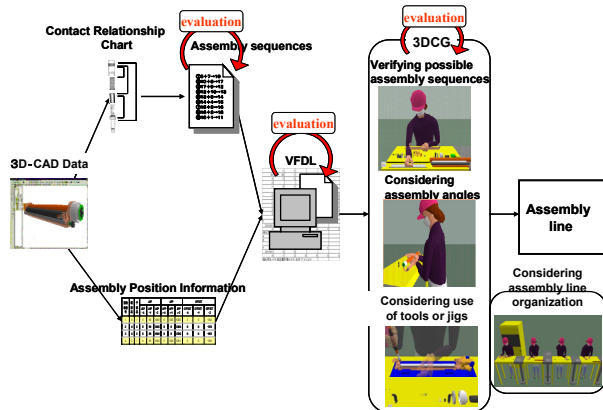 evaluation
evaluation
3DCG
Contact Relationship
Chart
Assembly sequences
Verifying possible
assembly sequences
evaluation
3D-CAD Data
VFDL
Considering
assembly angles
Assembly
line
Assembly Position Information
Considering use
of tools or jigs
Considering
assembly line
organization